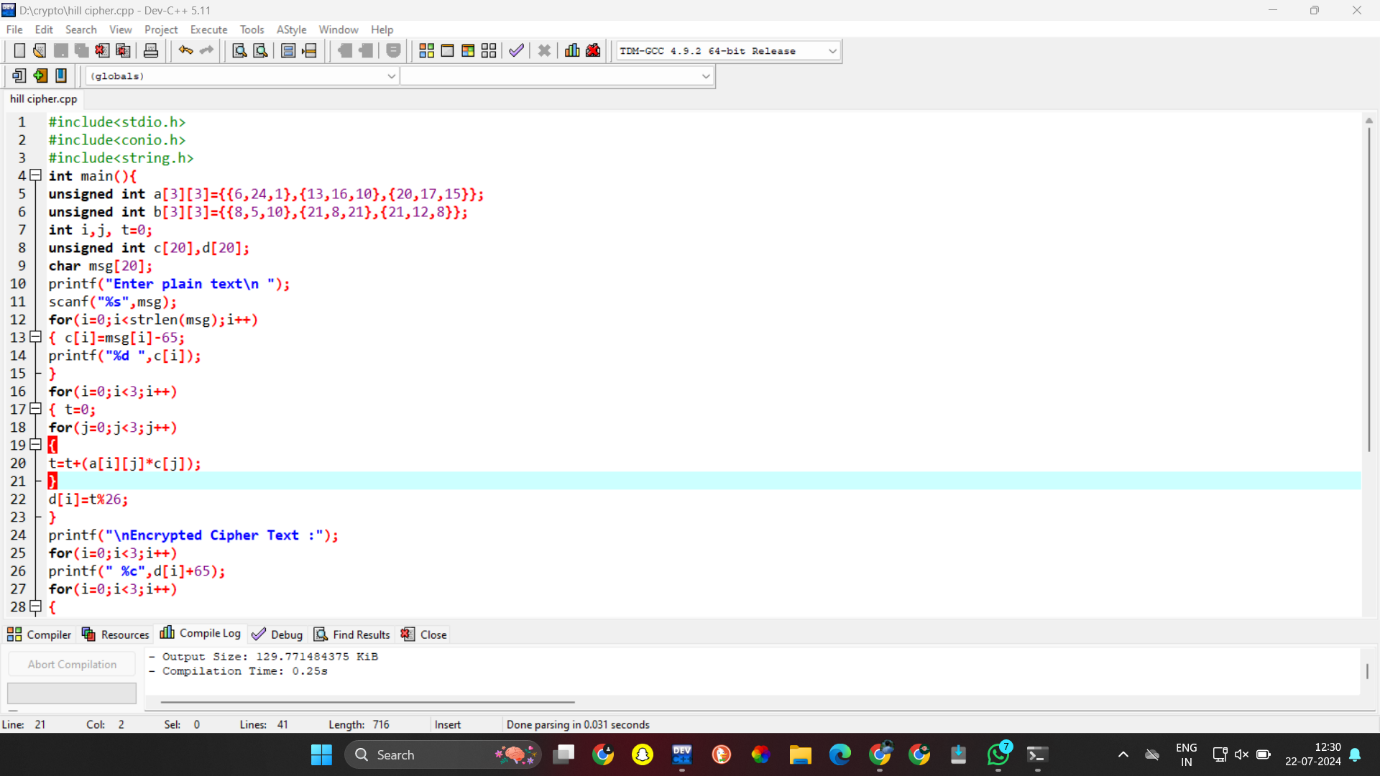 D:\crypto\hill cipher.cpp - Dev-C++ 5.11
File Edit Search View Project Execute Tools AStyle Window Help
TDM-GCC 4.9.2 64-bit Release
(globals)
hill cipher.cpp
1 #include<stdio.h>
2 #include<conio.h>
3 #include<string.h>
4 int main(){
5 unsigned int a[3][3]={{6,24,1},{13,16,10},{20,17,15}};
6 unsigned int b[3][3]={{8,5,10},{21,8,21},{21,12,8}};
7 int i,j, t=0;
8 unsigned int c[20],d[20];
9 char msg[20];
10 printf("Enter plain text\n ");
11 scanf("%s",msg);
12 for(i=0;i<strlen(msg);i++)
13 { c[i]=msg[i]-65;
14 printf("%d ",c[i]);
15 }
16 for(i=0;i<3;i++)
17 { t=0;
18 for(j=0;j<3;j++)
19 {
20 t=t+(a[i][j]*c[j]);
21 }
22 d[i]=t%26;
23 }
24 printf("\nEncrypted Cipher Text :");
25 for(i=0;i<3;i++)
26 printf(" %c",d[i]+65);
27 for(i=0;i<3;i++)
28 {
Compiler Resources Compile Log Debug Find Results Close
Abort Compilation
- Output Size: 129.771484375 KiB
- Compilation Time: 0.25s
Line: 21 Col: 2 Sel: 0 Lines: 41 Length: 716 Insert Done parsing in 0.031 seconds
Search
DEV
7
ENG
IN
12:30
22-07-2024